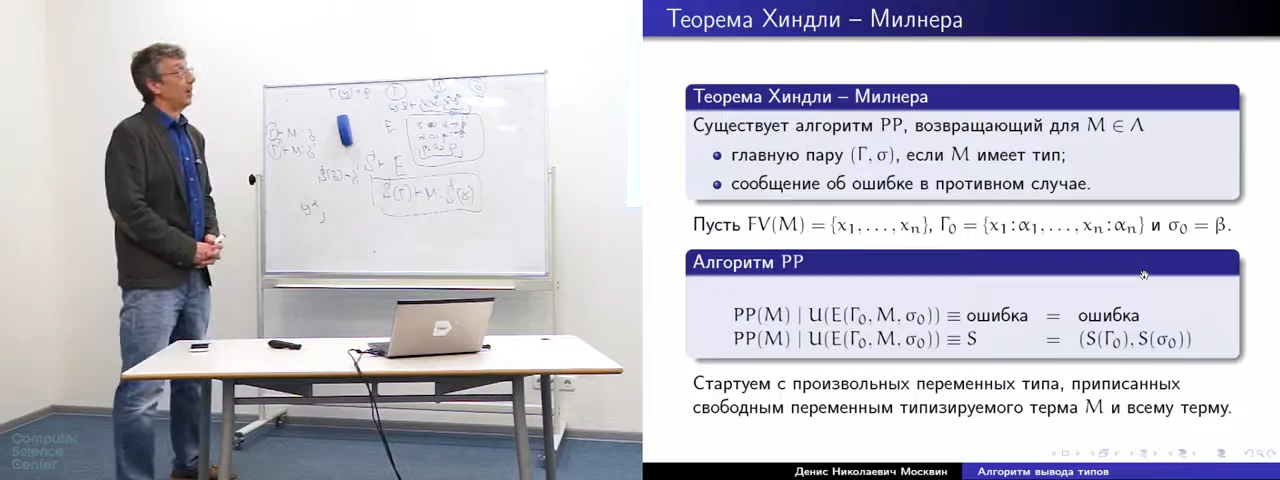 Теорема Хиндли – Милнера
Теорема Хиндли – Милнера
Существует алгоритм PP, возвращающий для M ∈ Λ
главную пару (Γ, σ), если M имеет тип;
сообщение об ошибке в противном случае.
Пусть FV(M) = {x₁, . . . , xₙ}, Γ₀ = {x₁ : α₁, . . . , xₙ : αₙ} и σ₀ = β.
Алгоритм PP
PP(M) | U(E(Γ₀, M, σ₀)) ≡ ошибка = ошибка
PP(M) | U(E(Γ₀, M, σ₀)) ≡ S = (S(Γ₀), S(σ₀))
Стартуем с произвольных переменных типа, приписанных
свободным переменным типизируемого терма M и всему терму.
Денис Николаевич Москвин
Алгоритм вывода типов
Computer
Science
Center